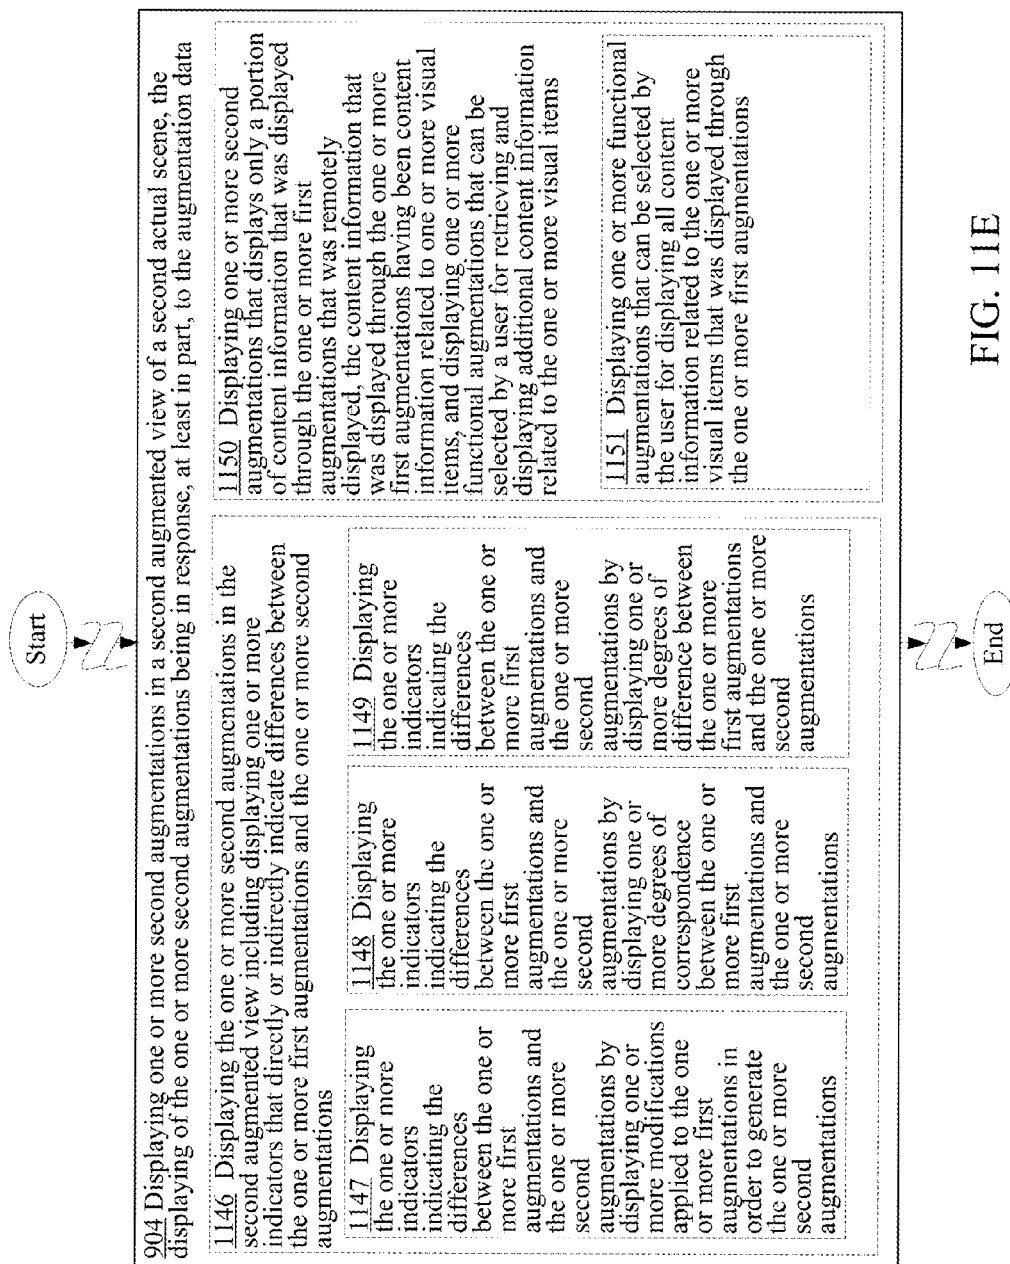 Start
904 Displaying one or more second augmentations in a second augmented view of a second actual scene, the
displaying of the one or more second augmentations being in response, at least in part, to the augmentation data
1146 Displaying the one or more second augmentations in the
second augmented view including displaying one or more
indicators that directly or indirectly indicate differences between
the one or more first augmentations and the one or more second
augmentations
1147 Displaying
the one or more
indicators
indicating the
differences
between the one or
more first
augmentations and
the one or more
second
augmentations by
displaying one or
more modifications
applied to the one
or more first
augmentations in
order to generate
the one or more
second
augmentations
1148 Displaying
the one or more
indicators
indicating the
differences
between the one or
more first
augmentations and
the one or more
second
augmentations by
displaying one or
more degrees of
correspondence
between the one or
more first
augmentations and
the one or more
second
augmentations
1149 Displaying
the one or more
indicators
indicating the
differences
between the one or
more first
augmentations and
the one or more
second
augmentations by
displaying one or
more degrees of
difference between
the one or more
first augmentations
and the one or more
second
augmentations
1150 Displaying one or more second
augmentations that displays only a portion
of content information that was displayed
through the one or more first
augmentations that was remotely
displayed, the content information that
was displayed through the one or more
first augmentations having been content
information related to one or more visual
items, and displaying one or more
functional augmentations that can be
selected by a user for retrieving and
displaying additional content information
related to the one or more visual items
1151 Displaying one or more functional
augmentations that can be selected by
the user for displaying all content
information related to the one or more
visual items that was displayed through
the one or more first augmentations
End
FIG. 11E